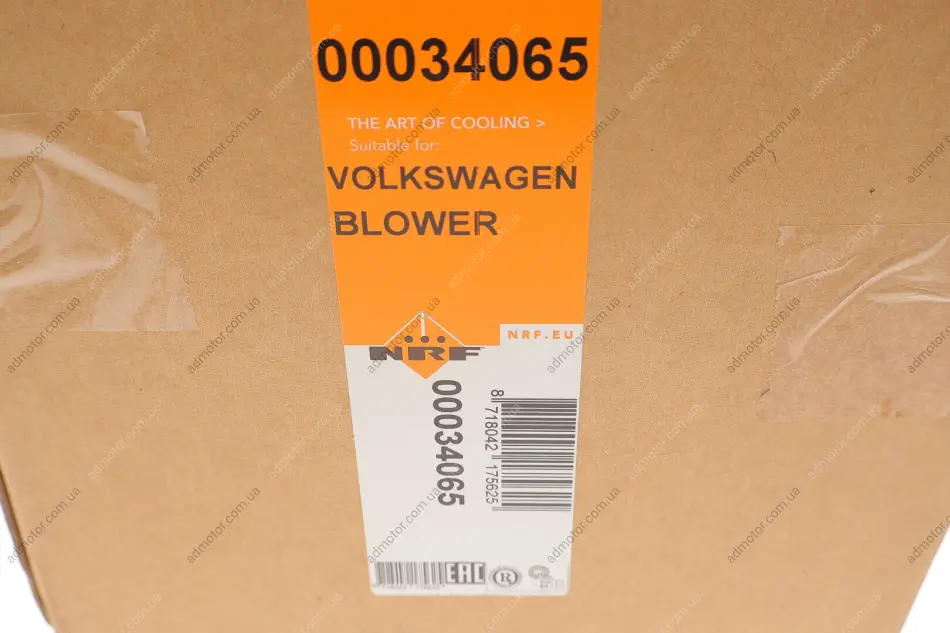 00034065
THE ART OF COOLING >
Suitable for:
VOLKSWAGEN
BLOWER
NRF.EU
NRF
00034065
8 718042 175625
EAC
R
admotor.com.ua